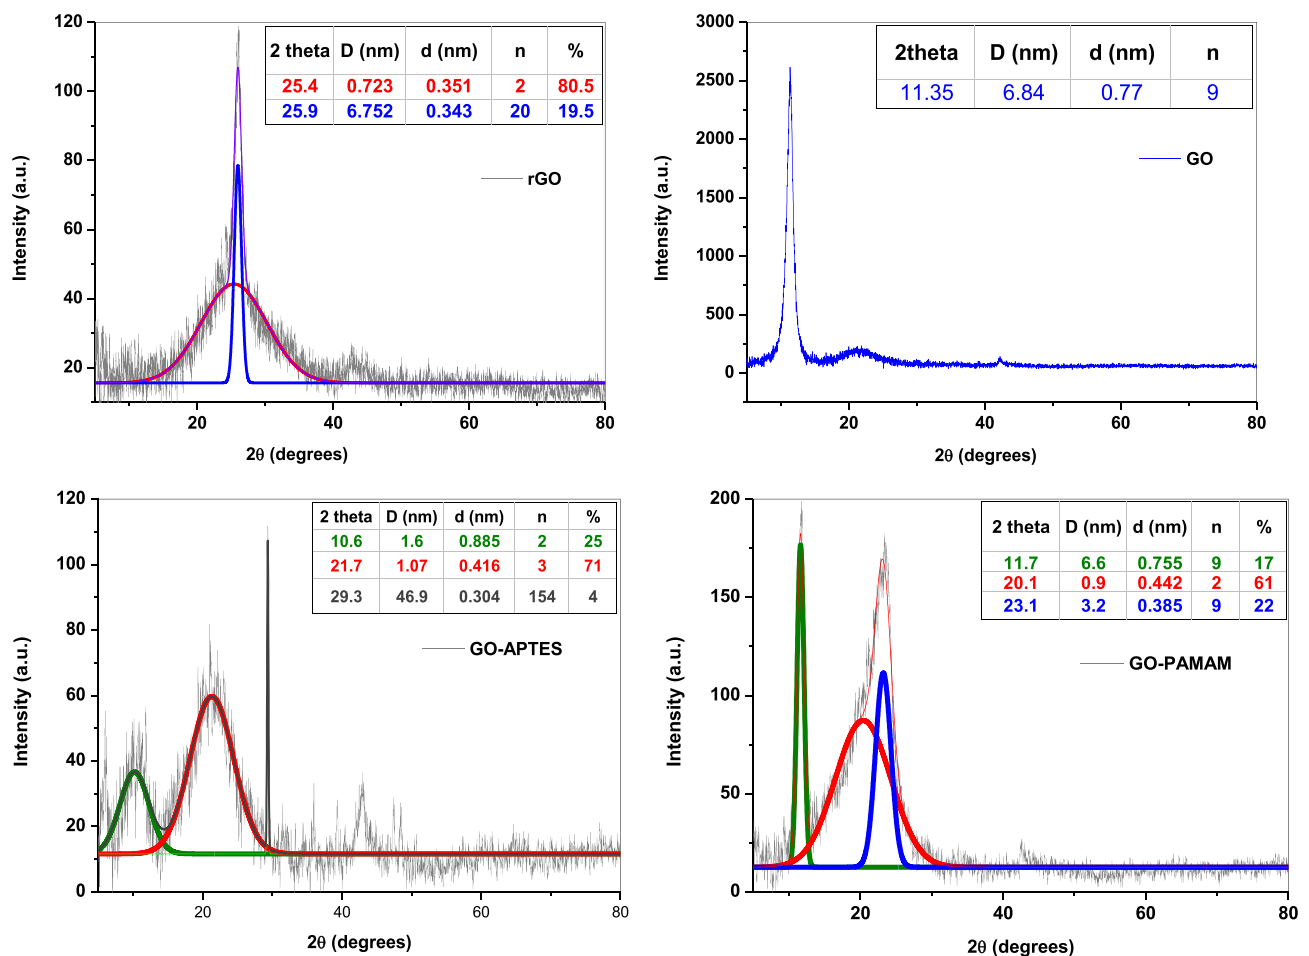 120
100
80
60
40
20
2 theta D (nm) d (nm) n %
25.4 0.723 0.351 2 80.5
25.9 6.752 0.343 20 19.5
rGO
Intensity (a.u.)
20 40 60 80
2θ (degrees)
3000
2500
2000
1500
1000
500
0
2theta D (nm) d (nm) n
11.35 6.84 0.77 9
GO
Intensity (a.u.)
20 40 60 80
2θ (degrees)
120
100
80
60
40
20
0
2 theta D (nm) d (nm) n %
10.6 1.6 0.885 2 25
21.7 1.07 0.416 3 71
29.3 46.9 0.304 154 4
GO-APTES
Intensity (a.u.)
20 40 60 80
2θ (degrees)
200
150
100
50
0
2 theta D (nm) d (nm) n %
11.7 6.6 0.755 9 17
20.1 0.9 0.442 2 61
23.1 3.2 0.385 9 22
GO-PAMAM
Intensity (a.u.)
20 40 60 80
2θ (degrees)